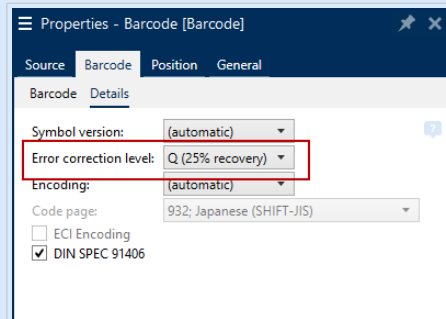 Properties - Barcode [Barcode]
Source Barcode Position General
Barcode Details
Symbol version: (automatic)
Error correction level: Q (25% recovery)
Encoding: (automatic)
Code page: 932; Japanese (SHIFT-JIS)
ECI Encoding
DIN SPEC 91406